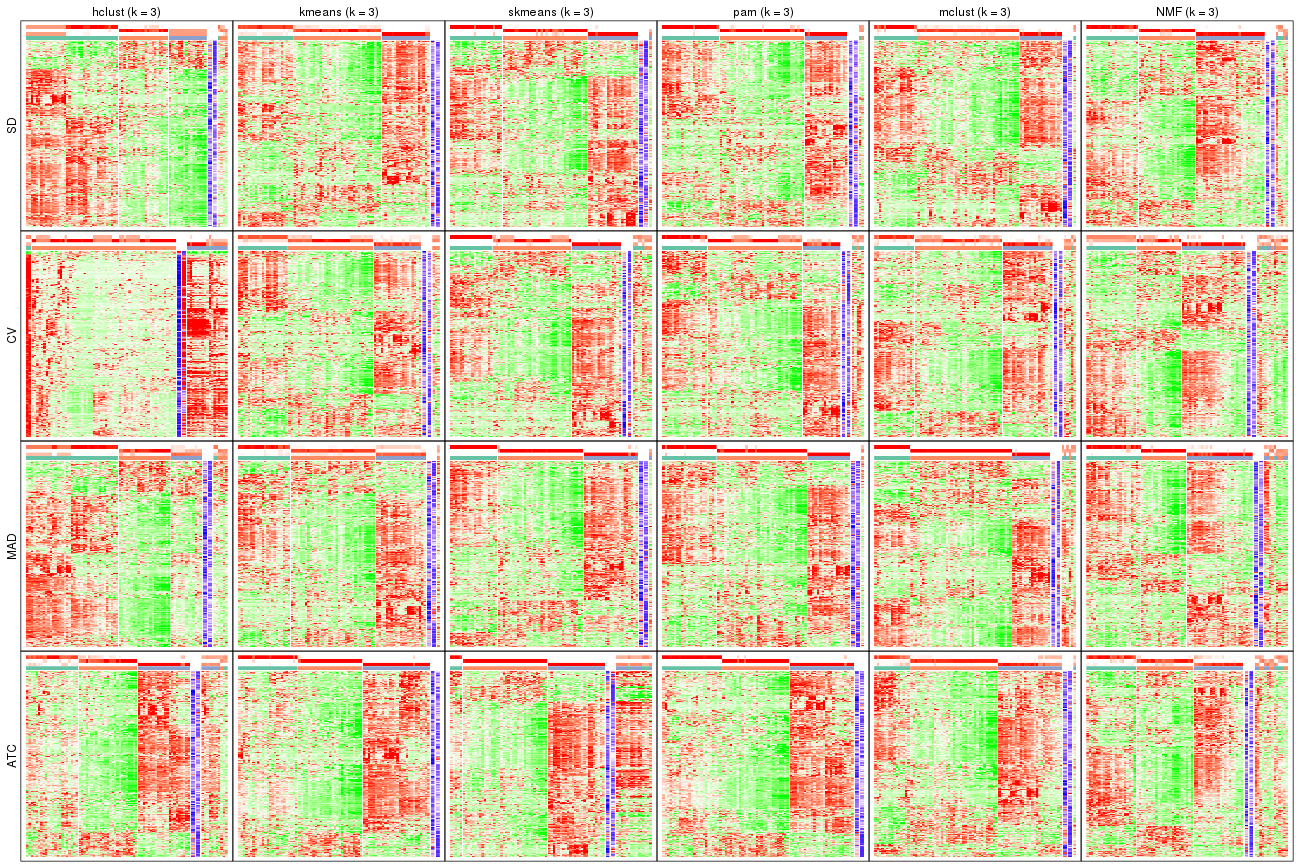 hclust (k = 3) kmeans (k = 3) skmeans (k = 3) pam (k = 3) mclust (k = 3) NMF (k = 3)
SD
CV
MAD
ATC